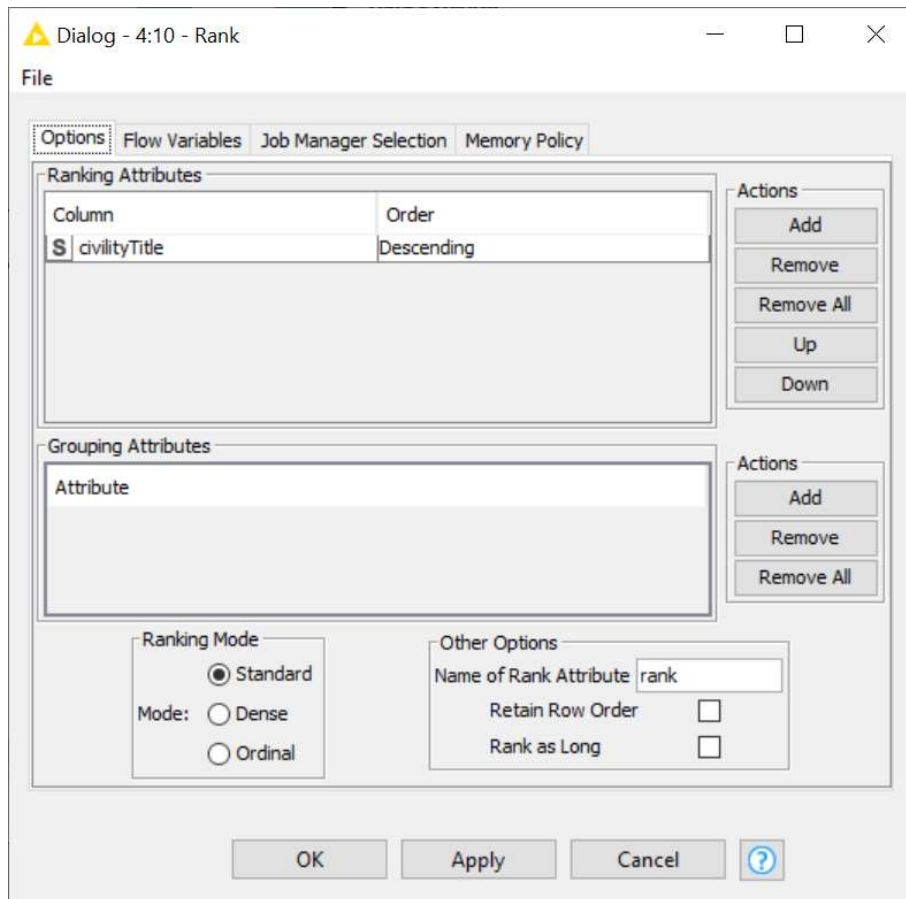 Dialog - 4:10 - Rank
File
Options Flow Variables Job Manager Selection Memory Policy
Ranking Attributes
Column Order
S civilityTitle Descending
Actions
Add
Remove
Remove All
Up
Down
Grouping Attributes
Attribute
Actions
Add
Remove
Remove All
Ranking Mode
Mode:
Standard
Dense
Ordinal
Other Options
Name of Rank Attribute rank
Retain Row Order
Rank as Long
OK Apply Cancel ?